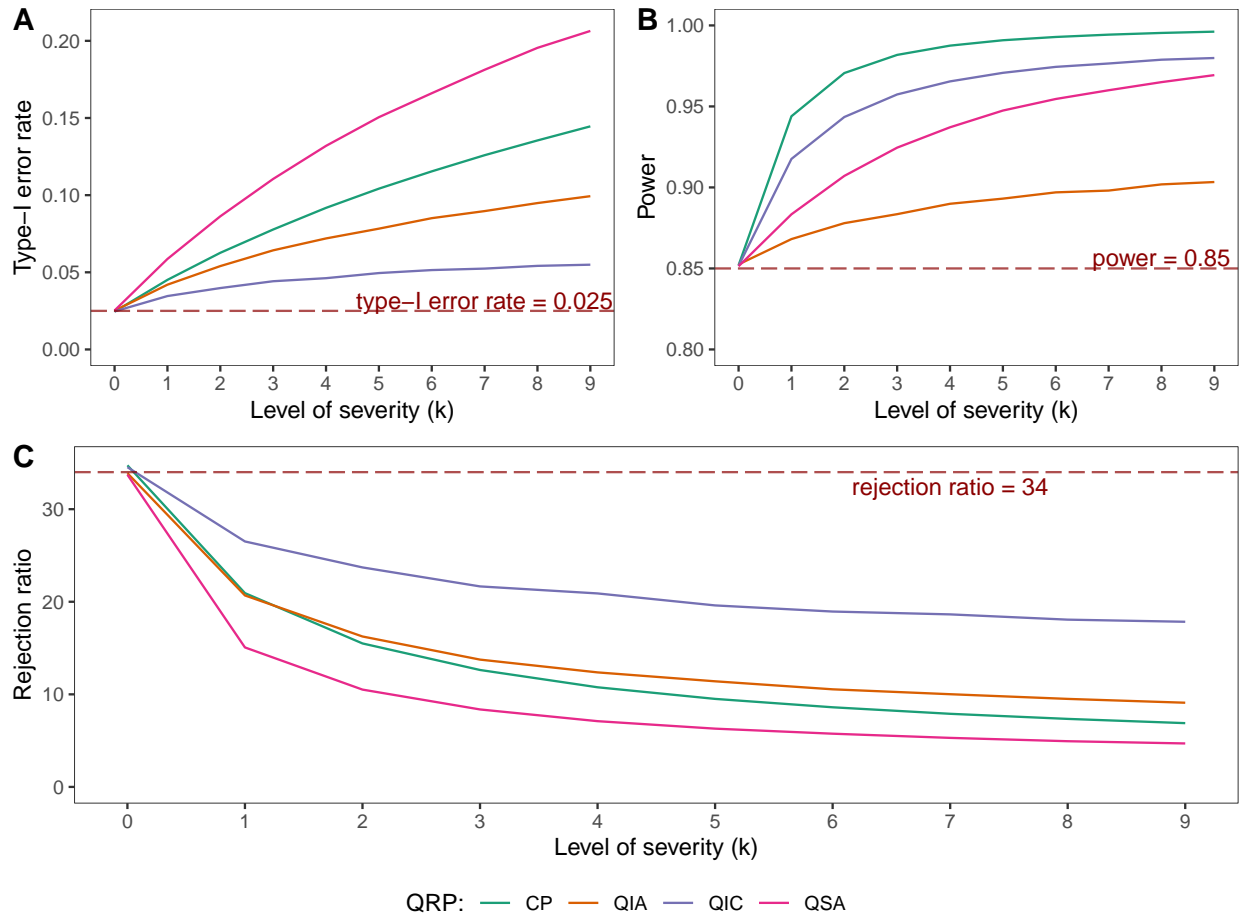 A
Type–I error rate
0.20
0.15
0.10
0.05
0.00
type–I error rate = 0.025
0 1 2 3 4 5 6 7 8 9
Level of severity (k)
B
Power
1.00
0.95
0.90
0.85
0.80
power = 0.85
0 1 2 3 4 5 6 7 8 9
Level of severity (k)
C
Rejection ratio
30
20
10
0
rejection ratio = 34
0 1 2 3 4 5 6 7 8 9
Level of severity (k)
QRP: CP QIA QIC QSA